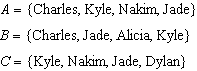 A = {Charles, Kyle, Nakim, Jade}
B = {Charles, Jade, Alicia, Kyle}
C = {Kyle, Nakim, Jade, Dylan}